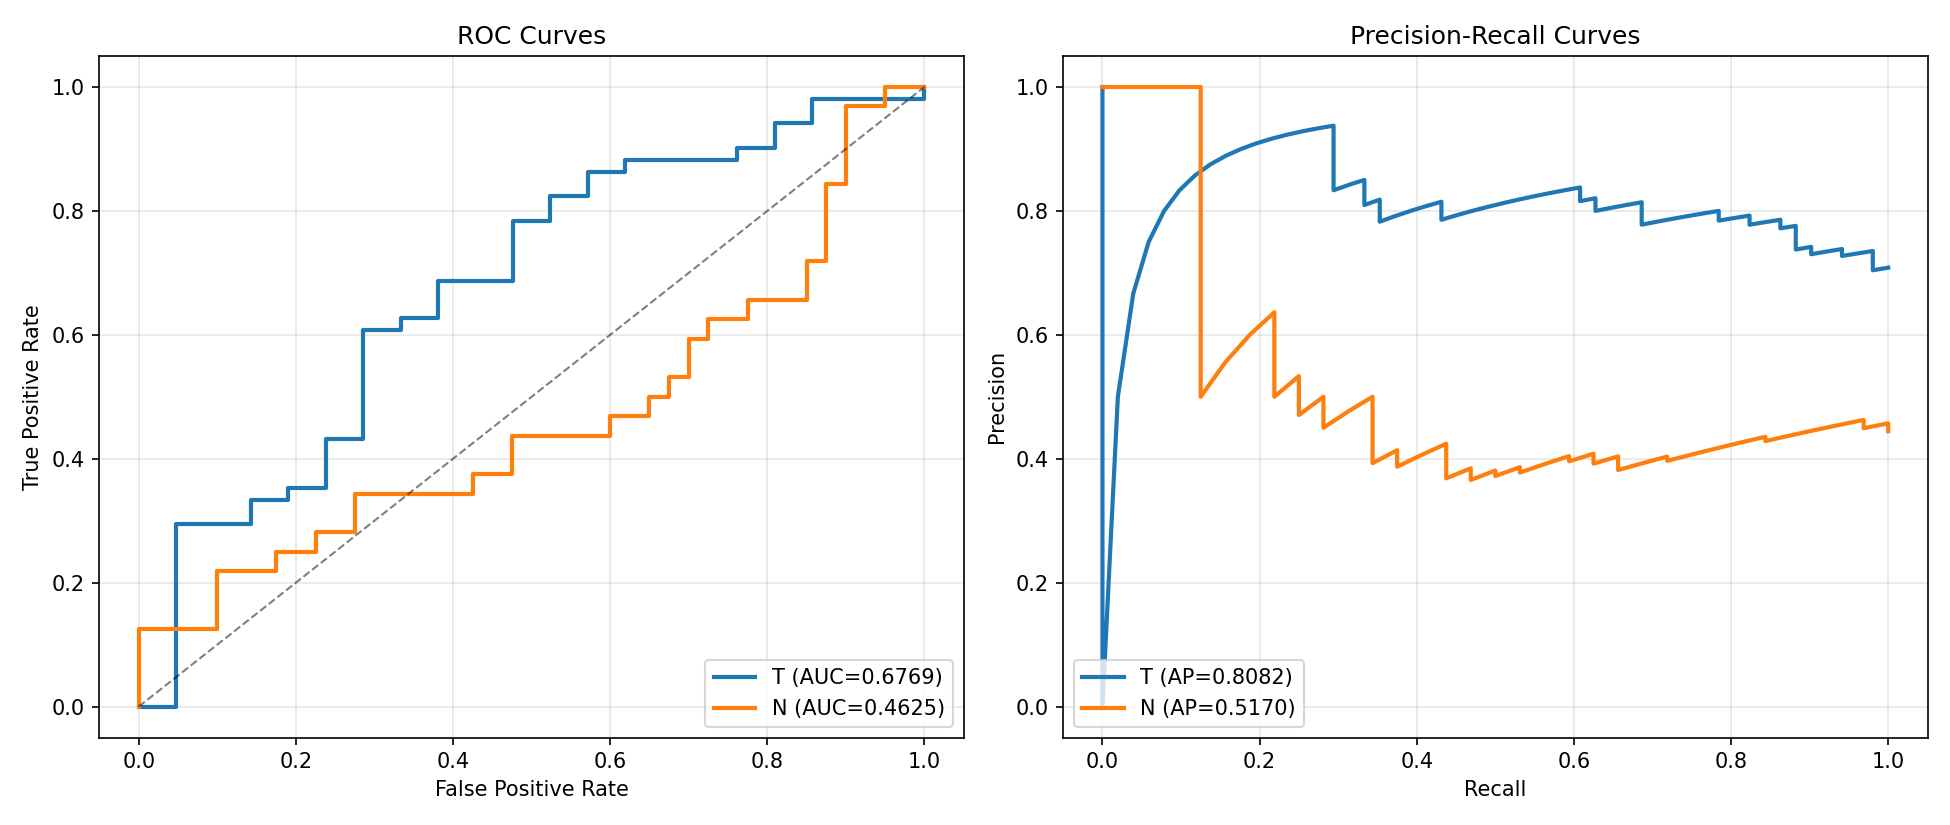 ROC Curves
True Positive Rate
1.0
0.8
0.6
0.4
0.2
0.0
T (AUC=0.6769)
N (AUC=0.4625)
0.0 0.2 0.4 0.6 0.8 1.0
False Positive Rate
Precision-Recall Curves
Precision
1.0
0.8
0.6
0.4
0.2
0.0
T (AP=0.8082)
N (AP=0.5170)
0.0 0.2 0.4 0.6 0.8 1.0
Recall